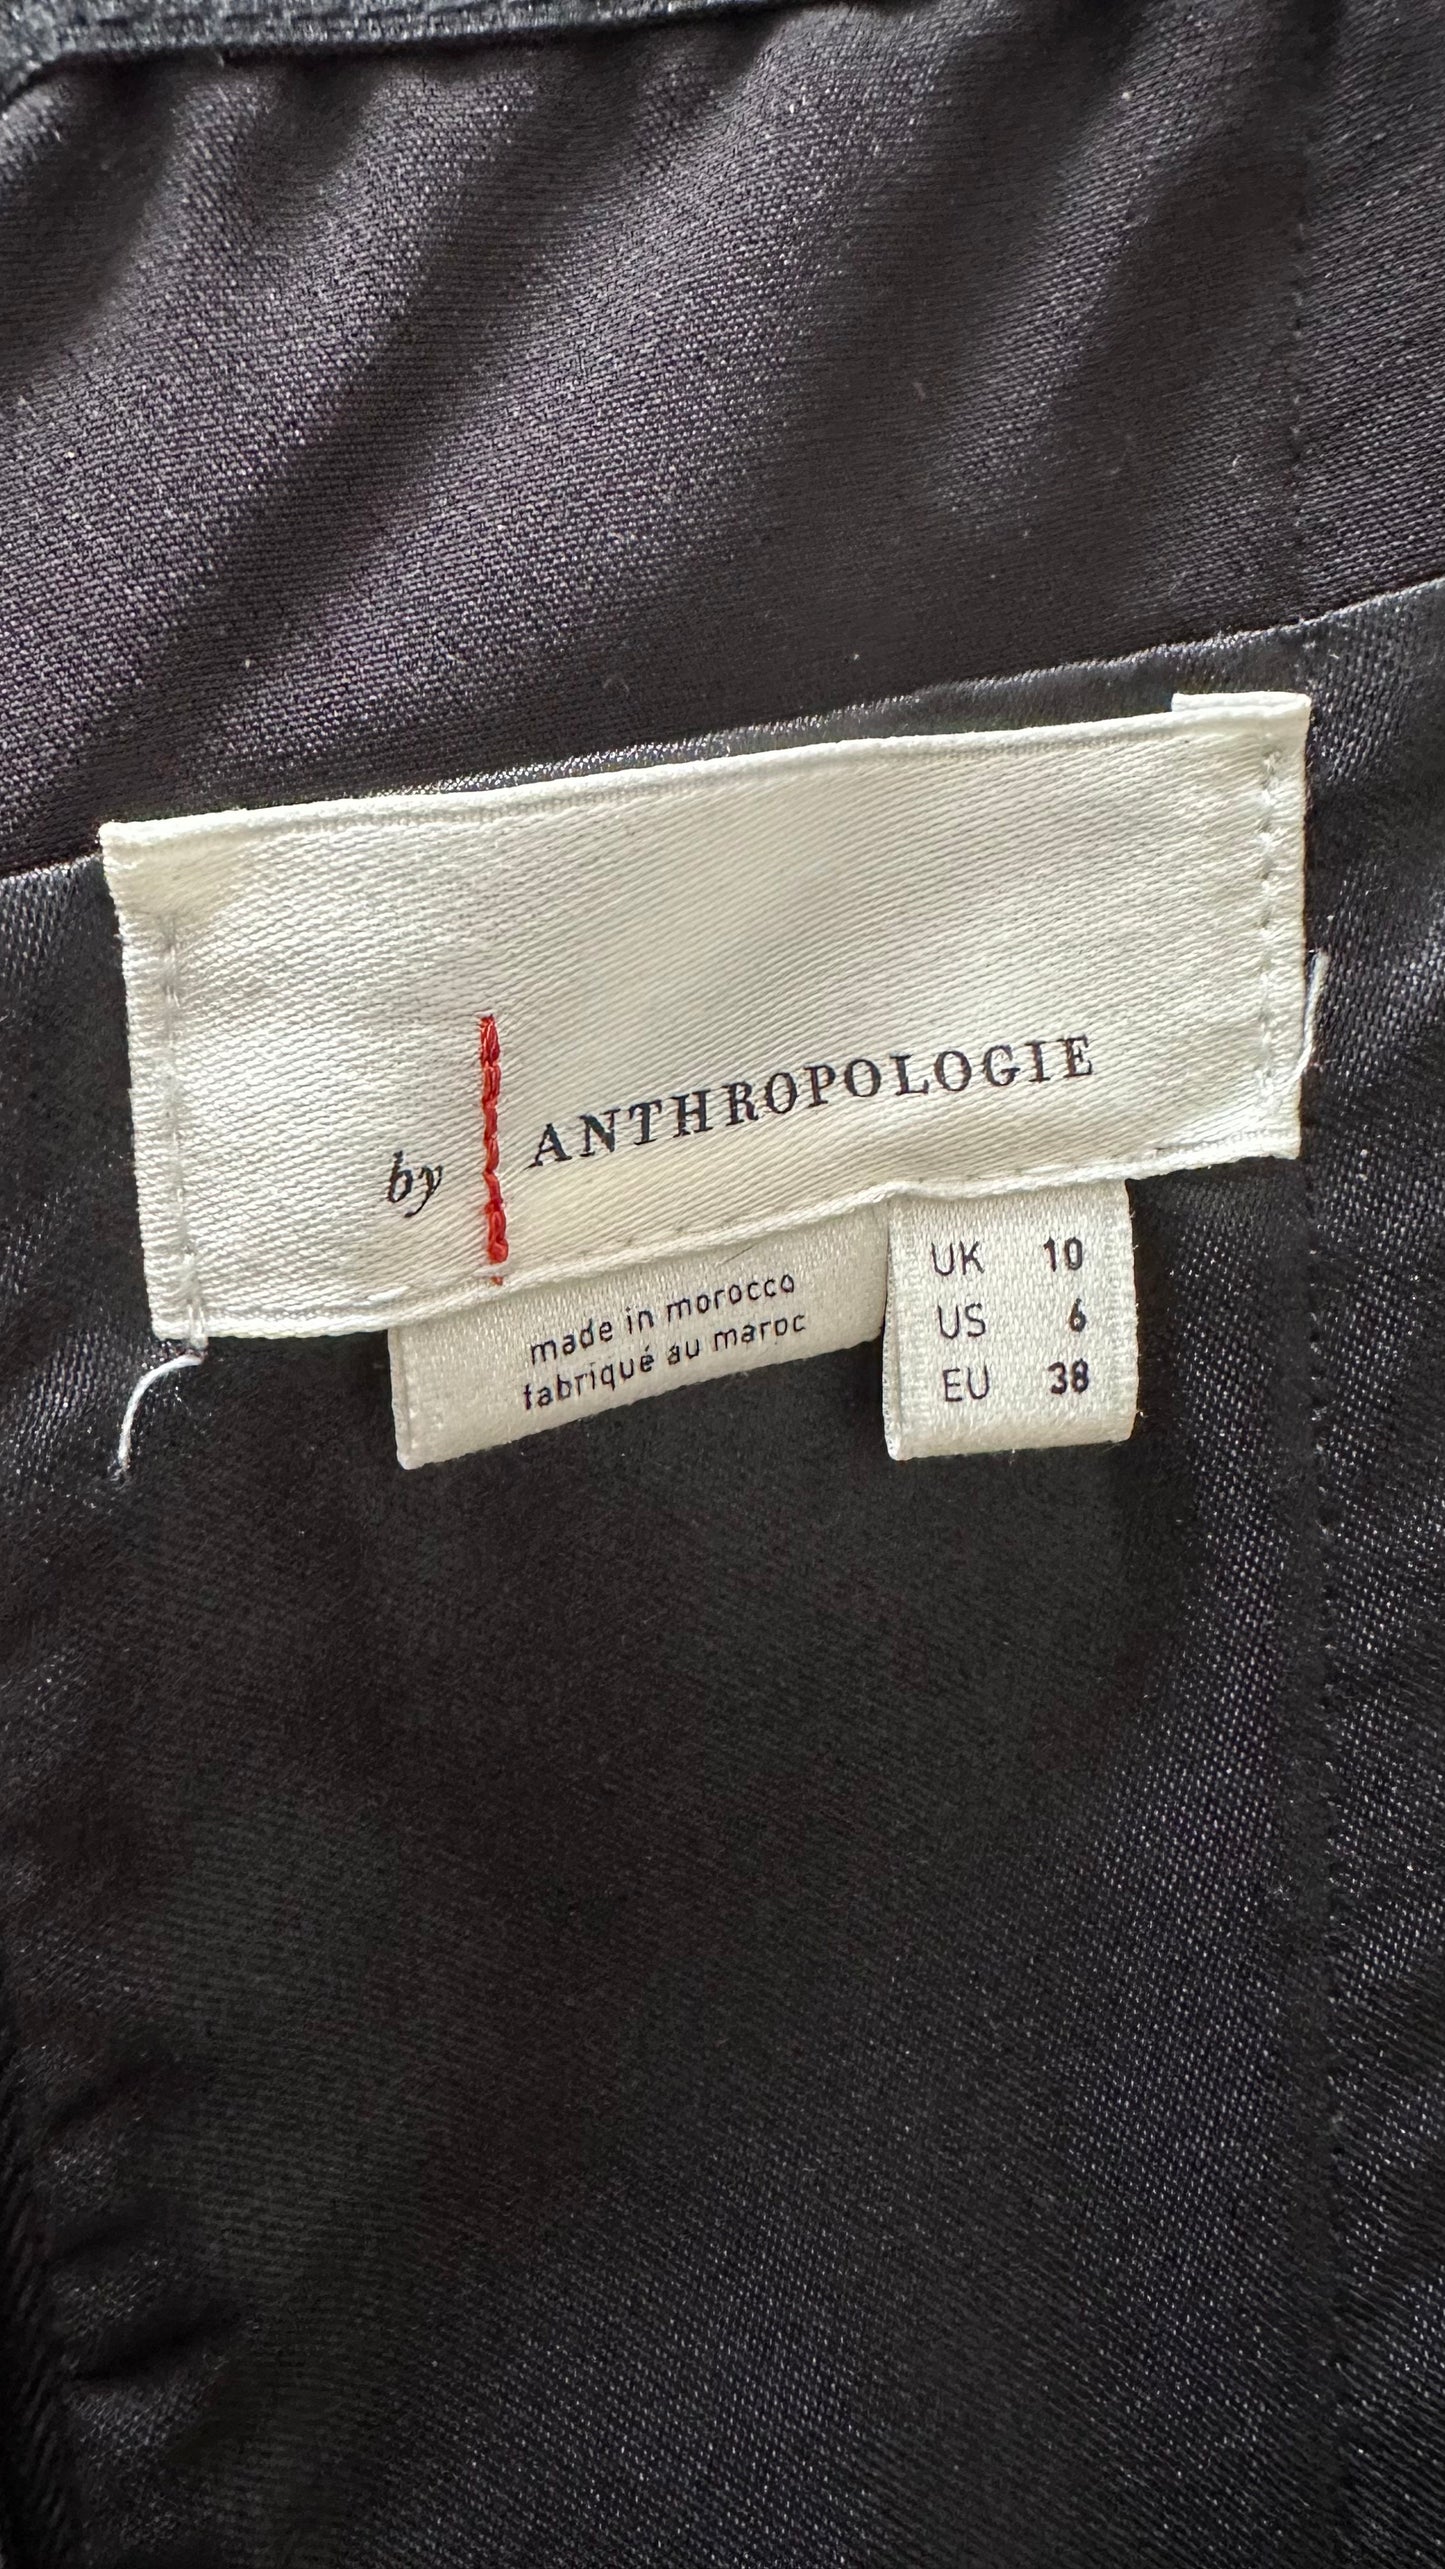 by ANTHROPOLOGIE
made in morocco
fabriqué au maroc
UK 10
US 6
EU 38